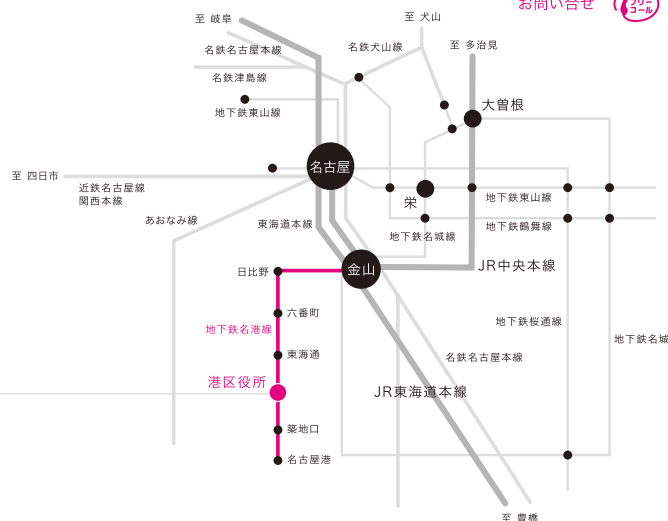 お問い合せ
フリー
コール
至 岐阜
至 犬山
至 多治見
名鉄名古屋本線
名鉄犬山線
名鉄津島線
地下鉄東山線
大曽根
名古屋
至 四日市
近鉄名古屋線
関西本線
栄
地下鉄東山線
あおなみ線
東海道本線
地下鉄名城線
地下鉄鶴舞線
日比野
金山
JR中央本線
六番町
地下鉄名港線
地下鉄桜通線
東海通
名鉄名古屋本線
地下鉄名城
港区役所
JR東海道本線
築地口
名古屋港
至 豊橋